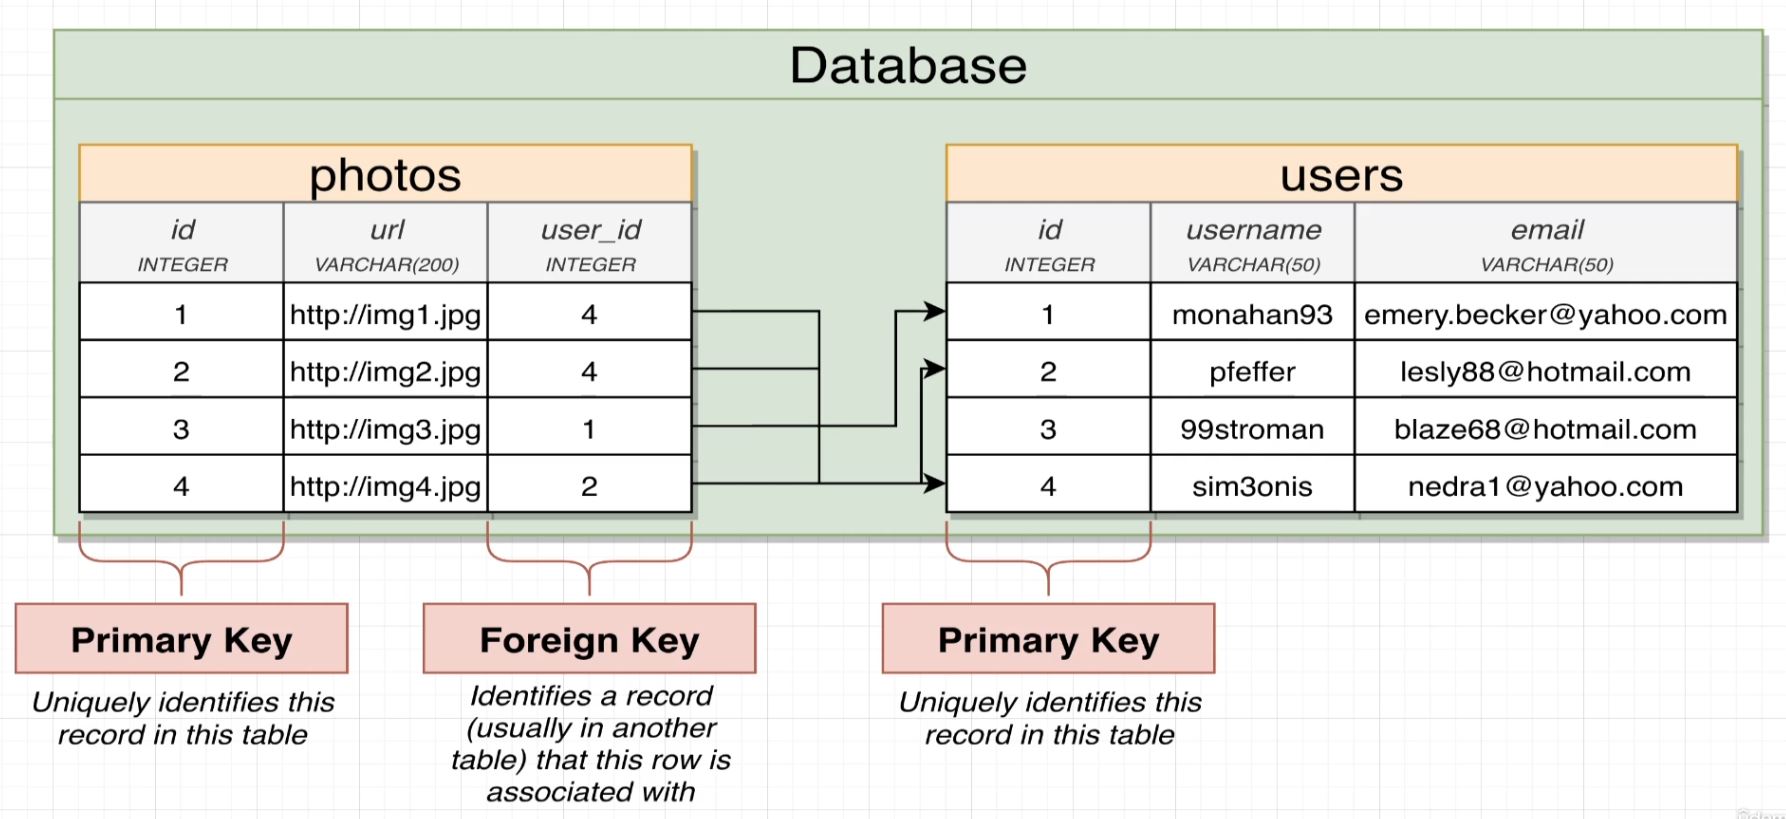 Database
photos
id url user_id
INTEGER VARCHAR(200) INTEGER
1 http://img1.jpg 4
2 http://img2.jpg 4
3 http://img3.jpg 1
4 http://img4.jpg 2
users
id username email
INTEGER VARCHAR(50) VARCHAR(50)
1 monahan93 emery.becker@yahoo.com
2 pfeffer lesly88@hotmail.com
3 99stroman blaze68@hotmail.com
4 sim3onis nedra1@yahoo.com
Primary Key
Uniquely identifies this
record in this table
Foreign Key
Identifies a record
(usually in another
table) that this row is
associated with
Primary Key
Uniquely identifies this
record in this table